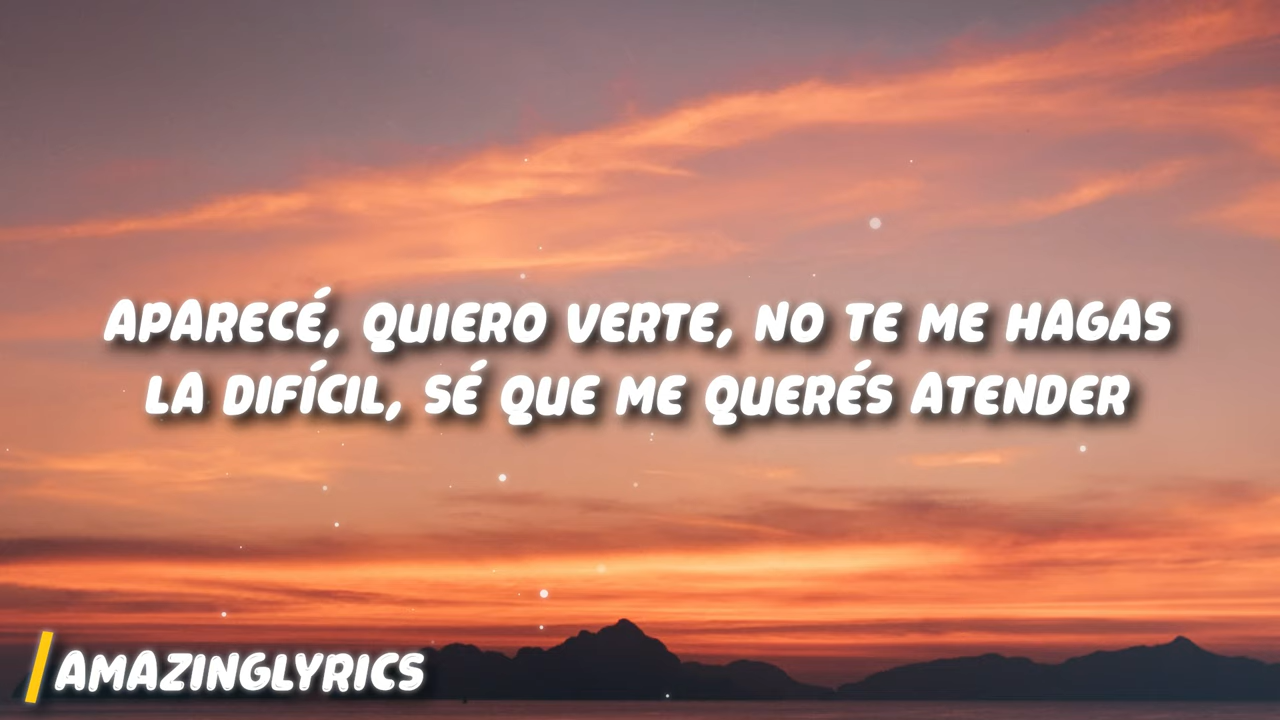 APARECÉ, QUIERO VERTE, NO TE ME HAGAS
LA DIFÍCIL, SÉ QUE ME QUERÉS ATENDER
AMAZINGLYRICS